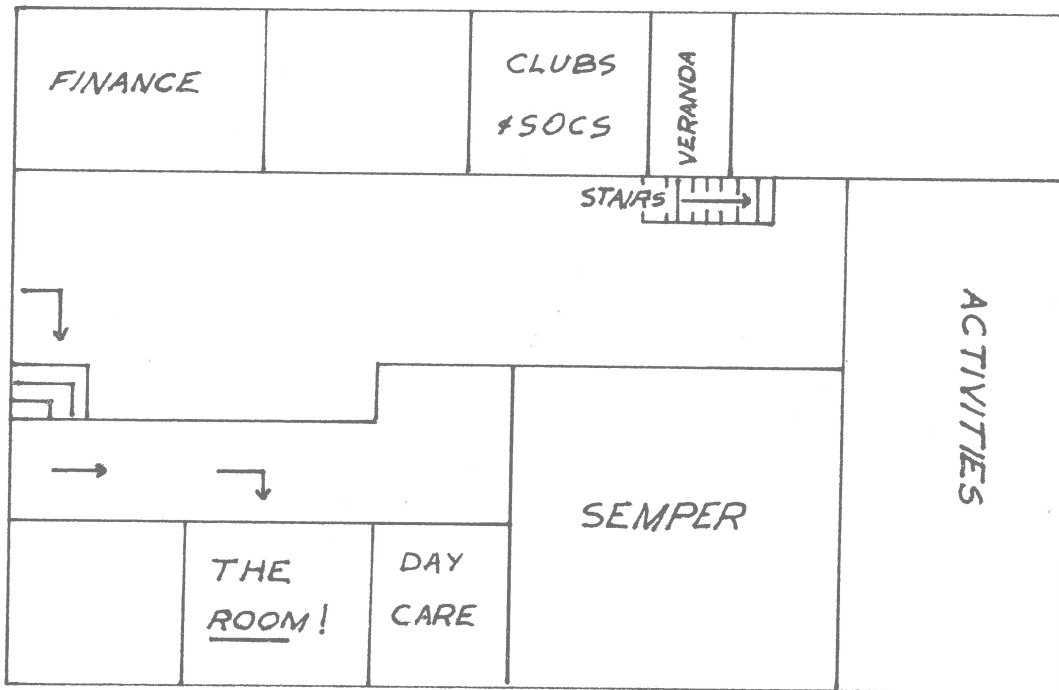 FINANCE
CLUBS
& SOCS
VERANDA
STAIRS
ACTIVITIES
SEMPER
THE
ROOM!
DAY
CARE